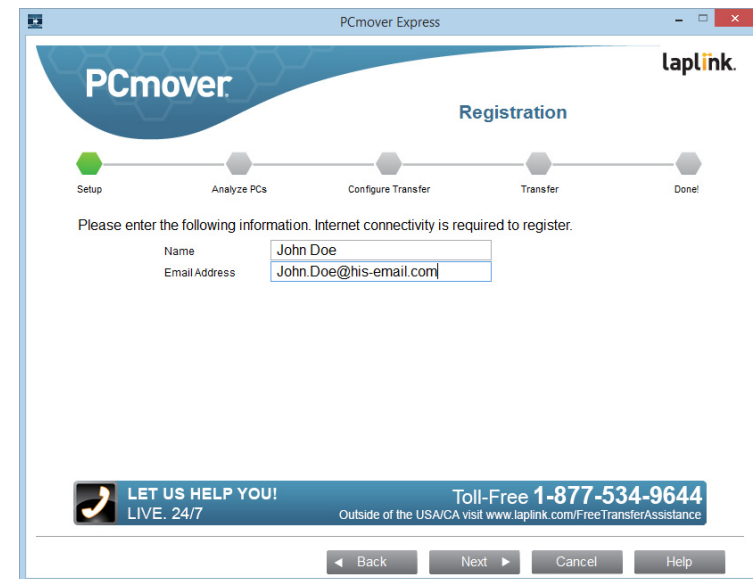 PCmover Express
laplink.
PCmover.
Registration
Setup
Analyze PCs
Configure Transfer
Transfer
Done!
Please enter the following information. Internet connectivity is required to register.
Name
John Doe
Email Address
John.Doe@his-email.com
LET US HELP YOU!
Toll-Free 1-877-534-9644
LIVE. 24/7
Outside of the USA/CA visit www.laplink.com/FreeTransferAssistance
Back
Next
Cancel
Help